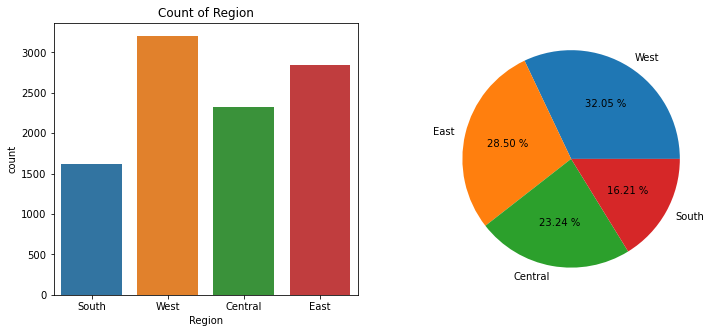 Count of Region
3000
2500
2000
1500
1000
500
0
count
South West Central East
Region
West
32.05 %
East
28.50 %
16.21 %
South
23.24 %
Central